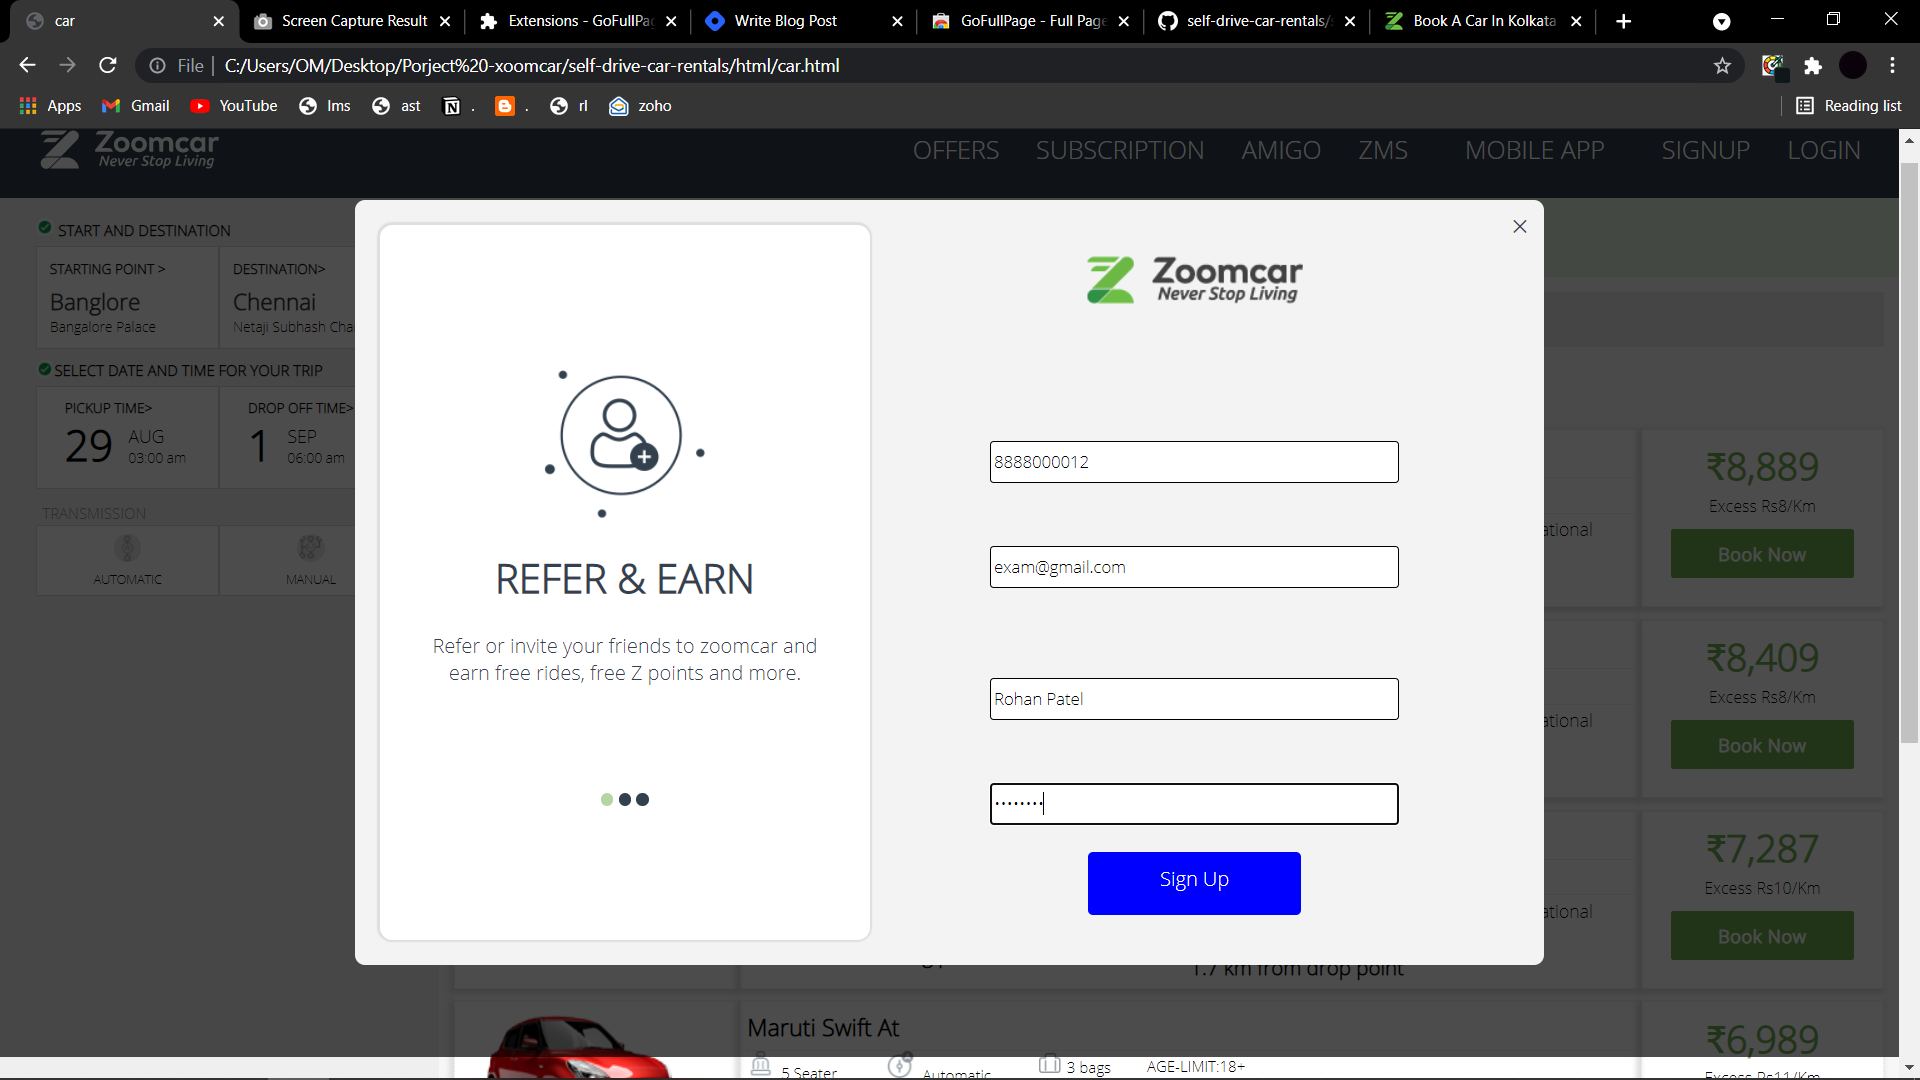 car
Screen Capture Result
Extensions - GoFullPa
Write Blog Post
GoFullPage - Full Page
self-drive-car-rentals/
Book A Car In Kolkata
File
C:/Users/OM/Desktop/Porject%20-xoomcar/self-drive-car-rentals/html/car.html
Apps
Gmail
YouTube
lms
ast
.
.
rl
zoho
Reading list
Zoomcar
Never Stop Living
OFFERS
SUBSCRIPTION
AMIGO
ZMS
MOBILE APP
SIGNUP
LOGIN
START AND DESTINATION
STARTING POINT >
DESTINATION>
Banglore
Chennai
Bangalore Palace
Netaji Subhash Cha
SELECT DATE AND TIME FOR YOUR TRIP
PICKUP TIME>
DROP OFF TIME>
29
AUG
03:00 am
1
SEP
06:00 am
TRANSMISSION
AUTOMATIC
MANUAL
REFER & EARN
Refer or invite your friends to zoomcar and
earn free rides, free Z points and more.
Zoomcar
Never Stop Living
8888000012
exam@gmail.com
Rohan Patel
••••••••
Sign Up
₹8,889
Excess Rs8/Km
ational
Book Now
₹8,409
Excess Rs8/Km
ational
Book Now
₹7,287
Excess Rs10/Km
ational
Book Now
1.7 km from drop point
Maruti Swift At
5 Seater
Automatic
3 bags
AGE-LIMIT:18+
₹6,989
Excess Rs11/Km